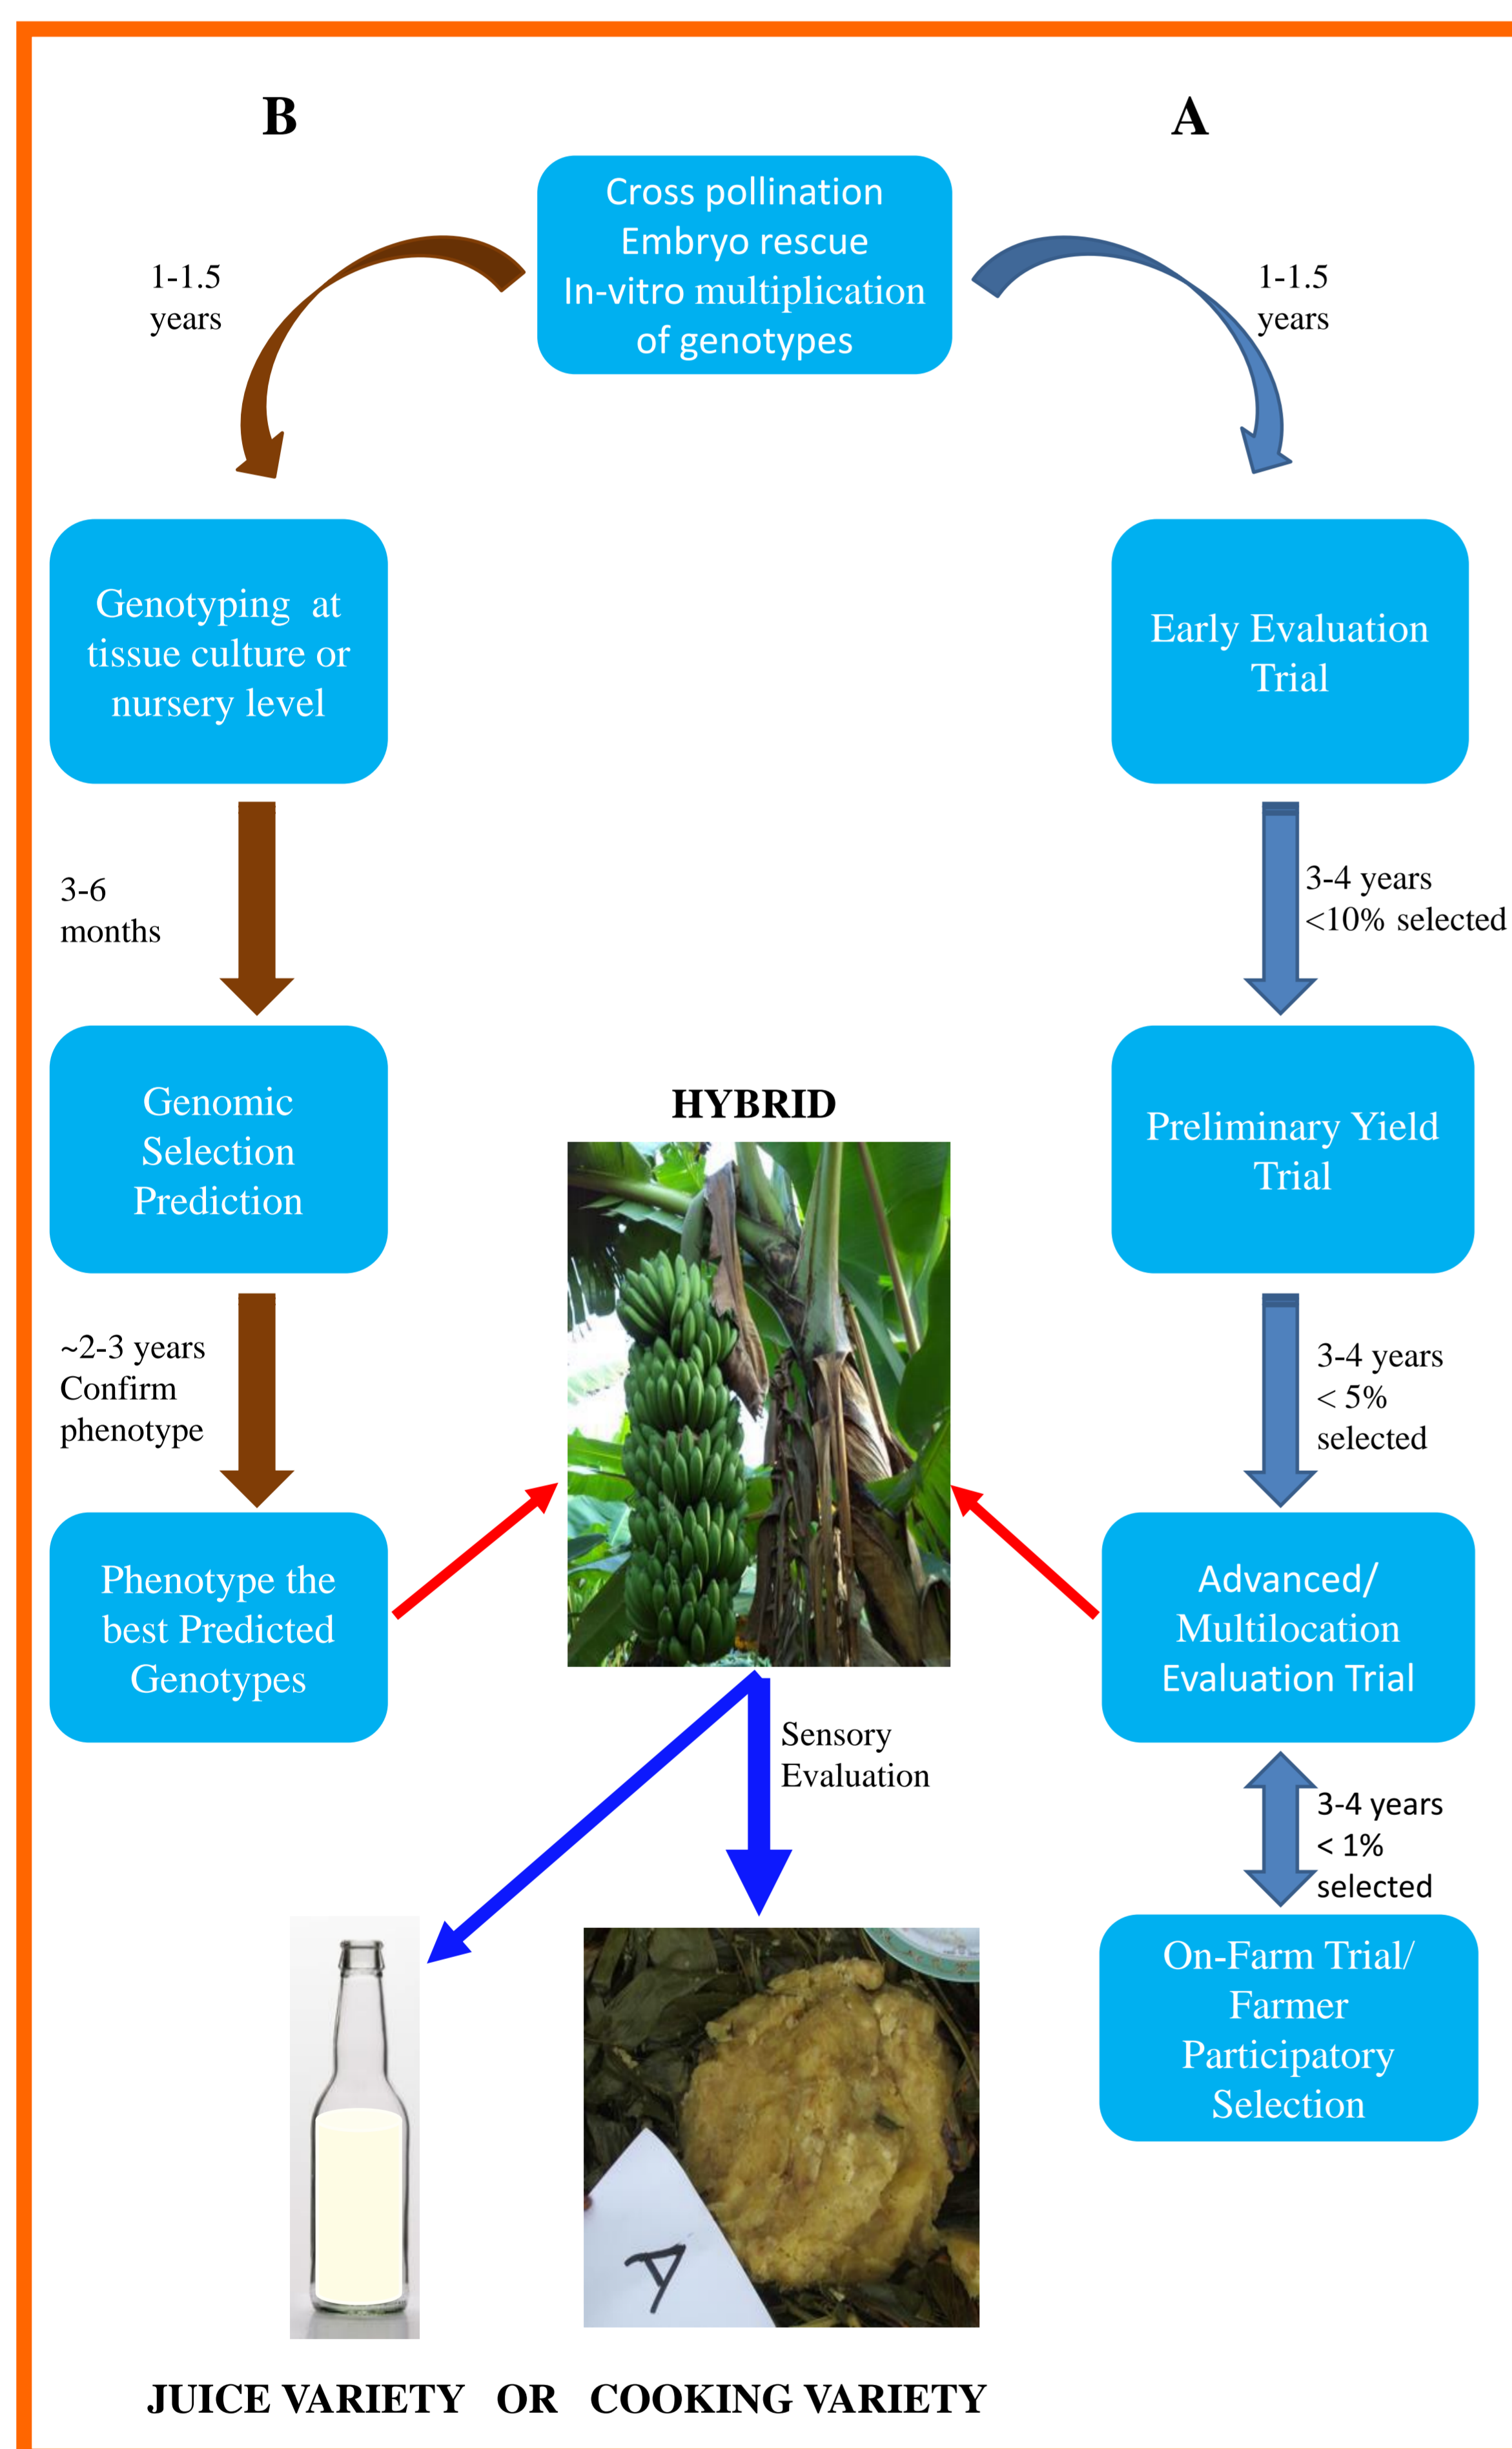 B
A
Cross pollination
Embryo rescue
In-vitro multiplication
of genotypes
1-1.5
years
1-1.5
years
Genotyping at
tissue culture or
nursery level
Early Evaluation
Trial
3-6
months
3-4 years
<10% selected
Genomic
Selection
Prediction
Preliminary Yield
Trial
HYBRID
~2-3 years
Confirm
phenotype
3-4 years
< 5%
selected
Phenotype the
best Predicted
Genotypes
Advanced/
Multilocation
Evaluation Trial
Sensory
Evaluation
3-4 years
< 1%
selected
On-Farm Trial/
Farmer
Participatory
Selection
A
JUICE VARIETY OR COOKING VARIETY